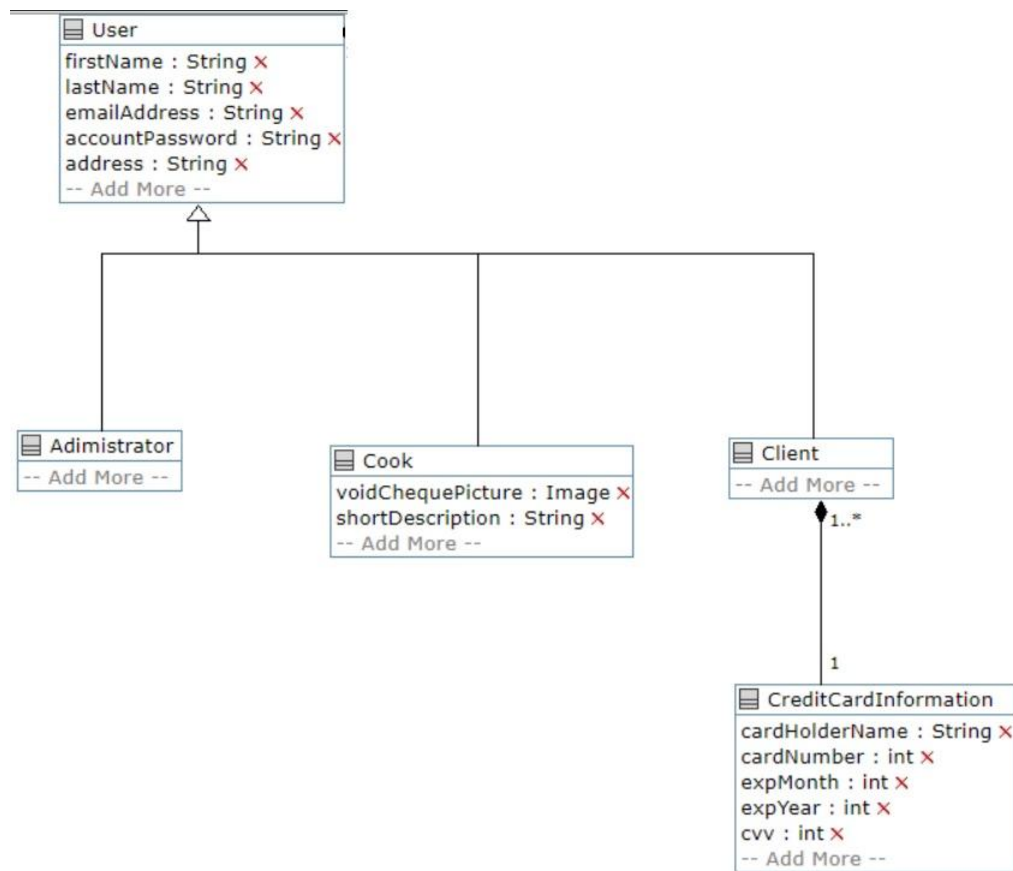 User
firstName : String ×
lastName : String ×
emailAddress : String ×
accountPassword : String ×
address : String ×
-- Add More --
Adimistrator
-- Add More --
Cook
voidChequePicture : Image ×
shortDescription : String ×
-- Add More --
Client
-- Add More --
1..*
1
CreditCardInformation
cardHolderName : String ×
cardNumber : int ×
expMonth : int ×
expYear : int ×
cvv : int ×
-- Add More --